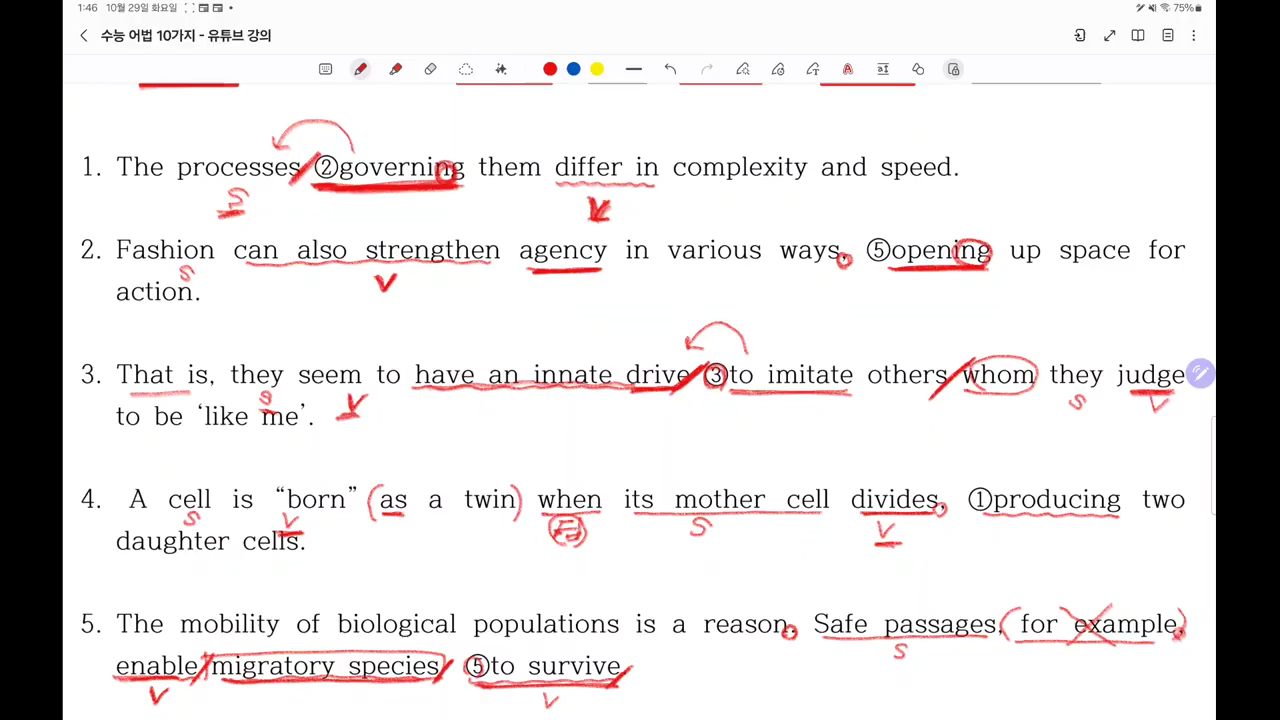 1:46 10월 29일 화요일
75%
수능 어법 10가지 - 유튜브 강의
1. The processes ②governing them differ in complexity and speed.
S
V
2. Fashion can also strengthen agency in various ways, ⑤opening up space for
S
V
action.
3. That is, they seem to have an innate drive ③to imitate others whom they judge
S V S V
to be ‘like me’.
4. A cell is “born” (as a twin) when its mother cell divides, ①producing two
S V S V
daughter cells.
5. The mobility of biological populations is a reason. Safe passages, (for example,)
S
enable migratory species ⑤to survive
V V